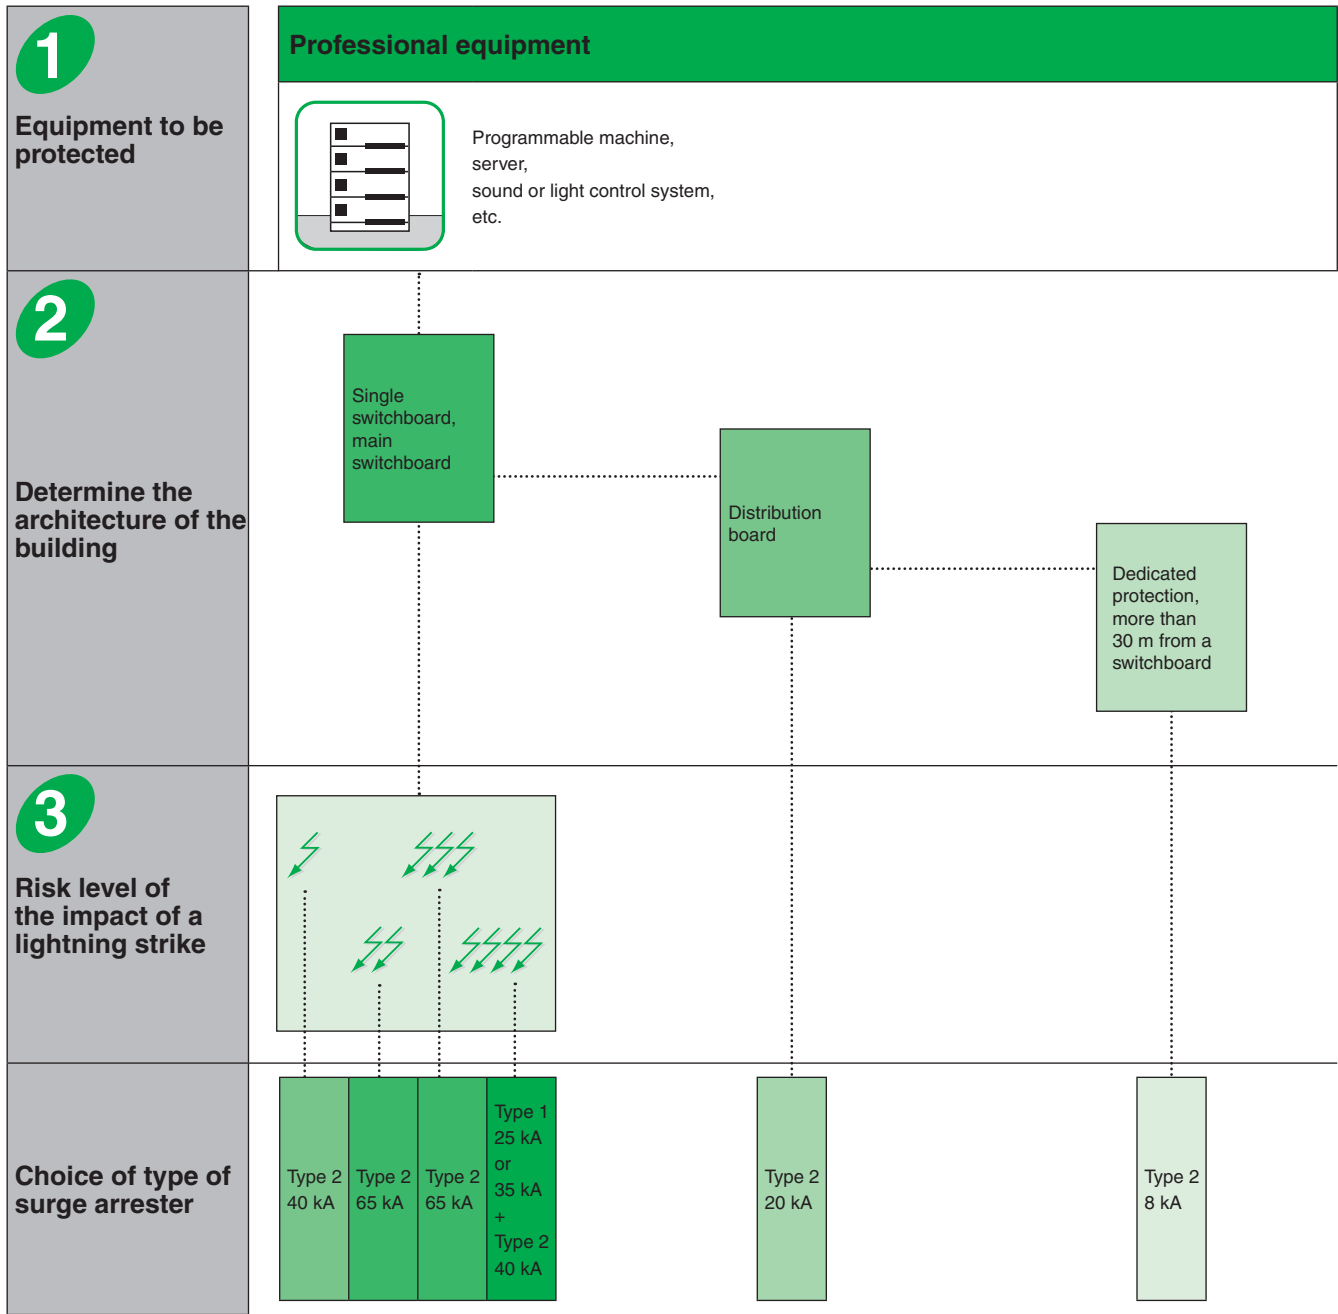 1
Equipment to be
protected
Professional equipment
Programmable machine,
server,
sound or light control system,
etc.
2
Determine the
architecture of the
building
Single
switchboard,
main
switchboard
Distribution
board
Dedicated
protection,
more than
30 m from a
switchboard
3
Risk level of
the impact of a
lightning strike
Choice of type of
surge arrester
Type 2
40 kA
Type 2
65 kA
Type 2
65 kA
Type 1
25 kA
or
35 kA
+
Type 2
40 kA
Type 2
20 kA
Type 2
8 kA